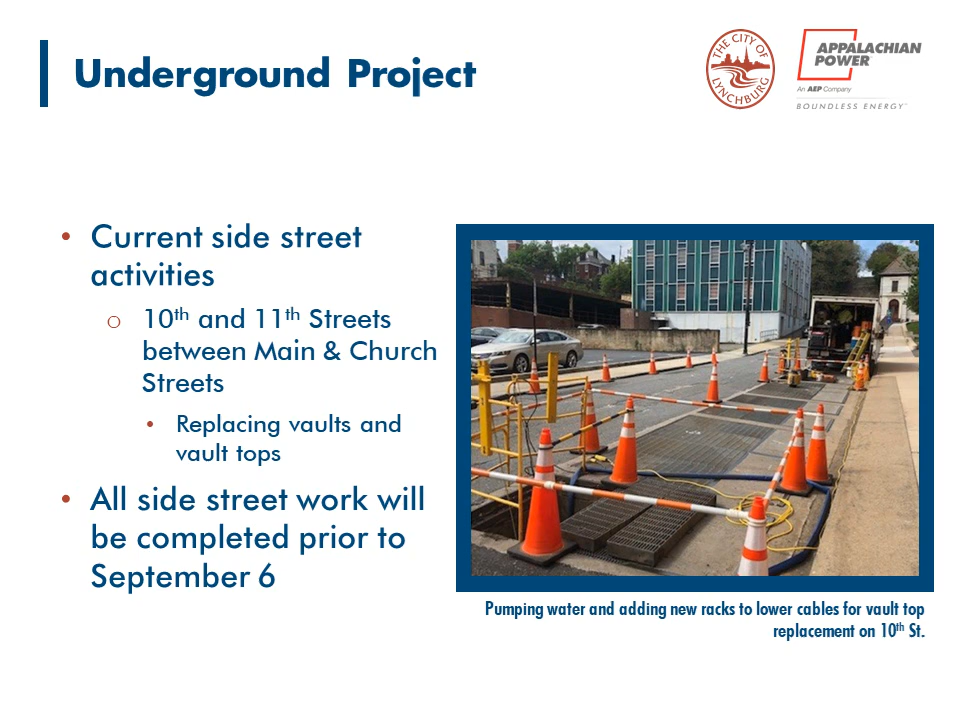 Underground Project
THE CITY OF
LYNCHBURG
APPALACHIAN
POWER
An AEP Company
BOUNDLESS ENERGY℠
• Current side street
activities
o 10th and 11th Streets
between Main & Church
Streets
• Replacing vaults and
vault tops
• All side street work will
be completed prior to
September 6
Pumping water and adding new racks to lower cables for vault top
replacement on 10th St.